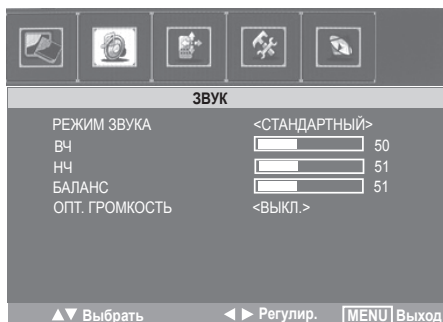 ЗВУК
РЕЖИМ ЗВУКА <СТАНДАРТНЫЙ>
ВЧ 50
НЧ 51
БАЛАНС 51
ОПТ. ГРОМКОСТЬ <ВЫКЛ.>
▲▼ Выбрать ◀ ▶ Регулир. MENU Выход